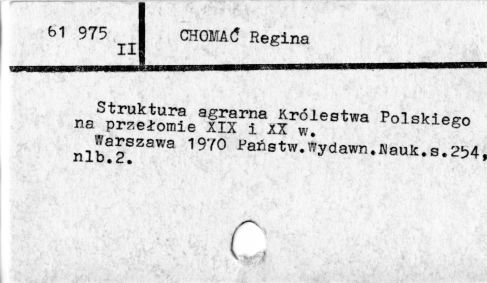 61 975
II
CHOMAĆ Regina
Struktura agrarna Królestwa Polskiego
na przełomie XIX i XX w.
Warszawa 1970 Państw.Wydawn.Nauk.s.254,
nlb.2.